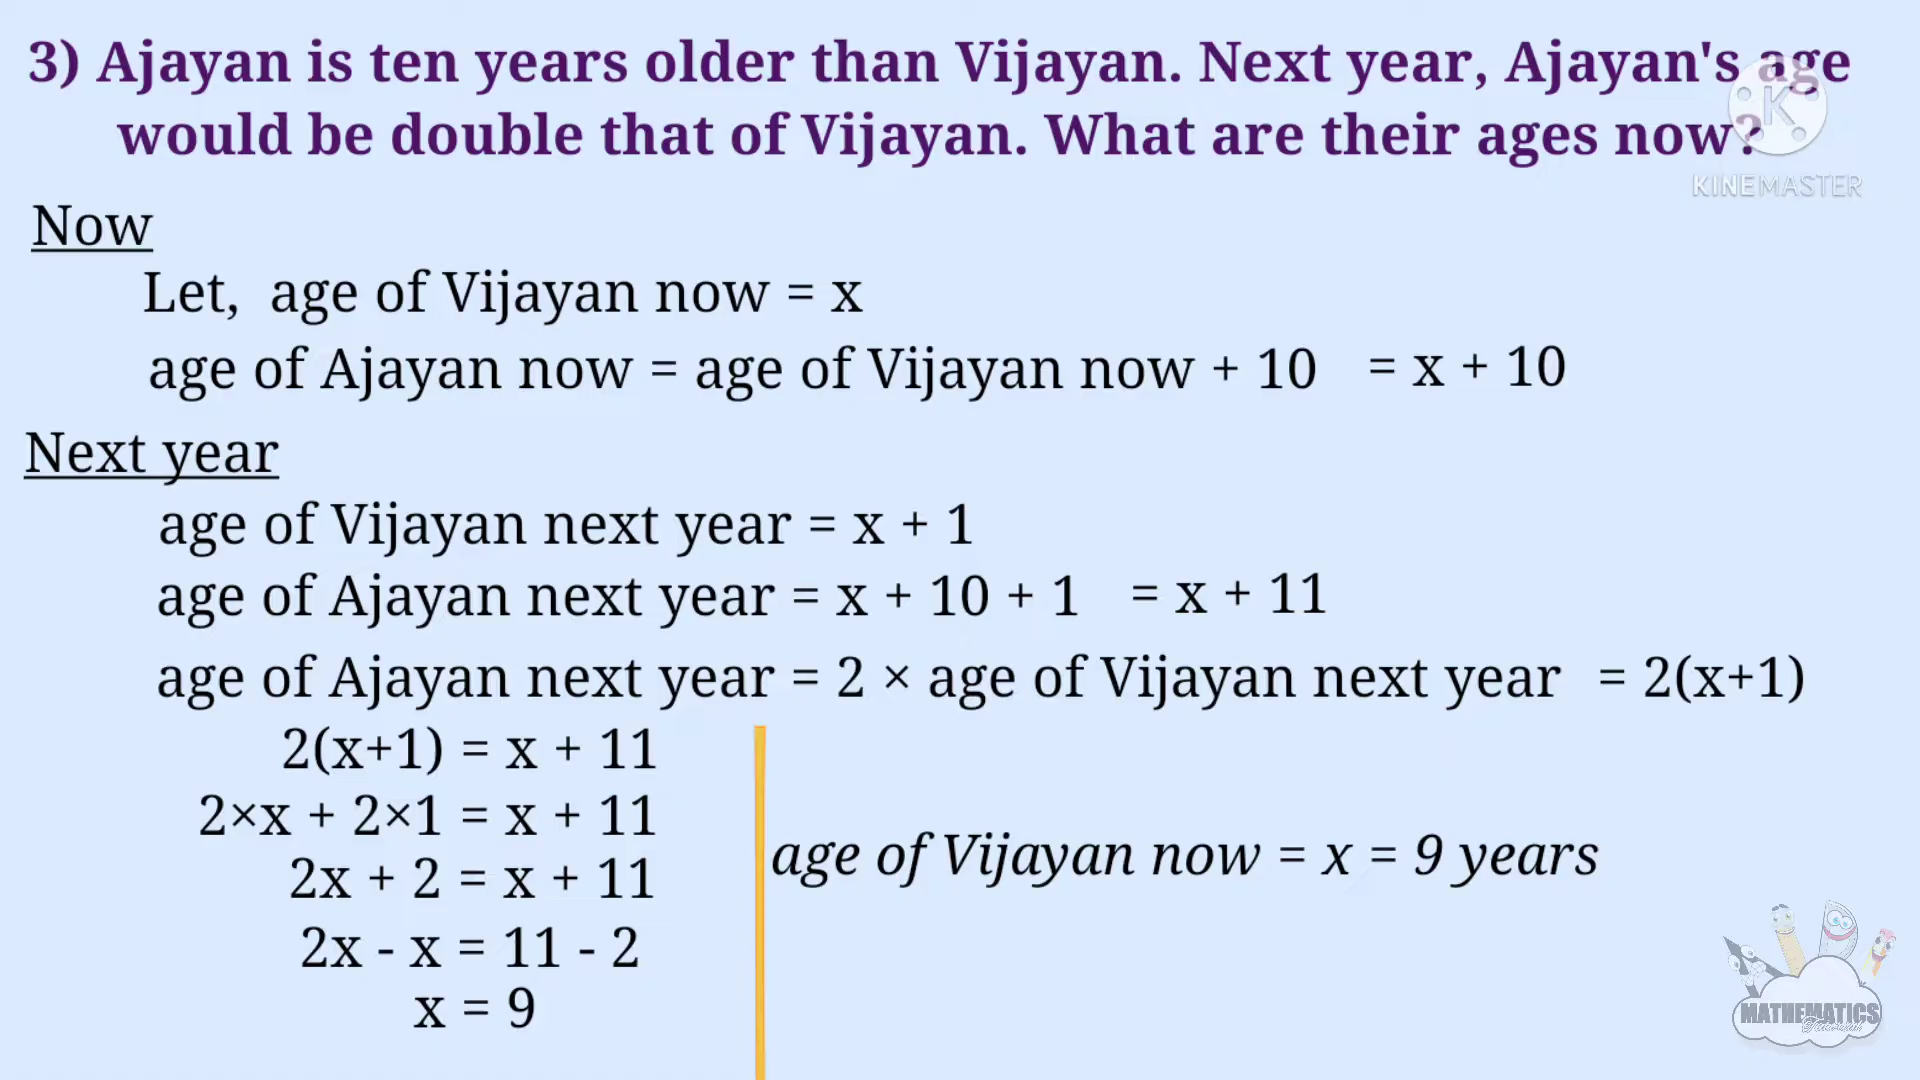 3) Ajayan is ten years older than Vijayan. Next year, Ajayan's age
would be double that of Vijayan. What are their ages now?
K
KINEMASTER
Now
Let, age of Vijayan now = x
age of Ajayan now = age of Vijayan now + 10 = x + 10
Next year
age of Vijayan next year = x + 1
age of Ajayan next year = x + 10 + 1 = x + 11
age of Ajayan next year = 2 × age of Vijayan next year = 2(x+1)
2(x+1) = x + 11
2×x + 2×1 = x + 11
2x + 2 = x + 11
2x - x = 11 - 2
x = 9
age of Vijayan now = x = 9 years
MATHEMATICS